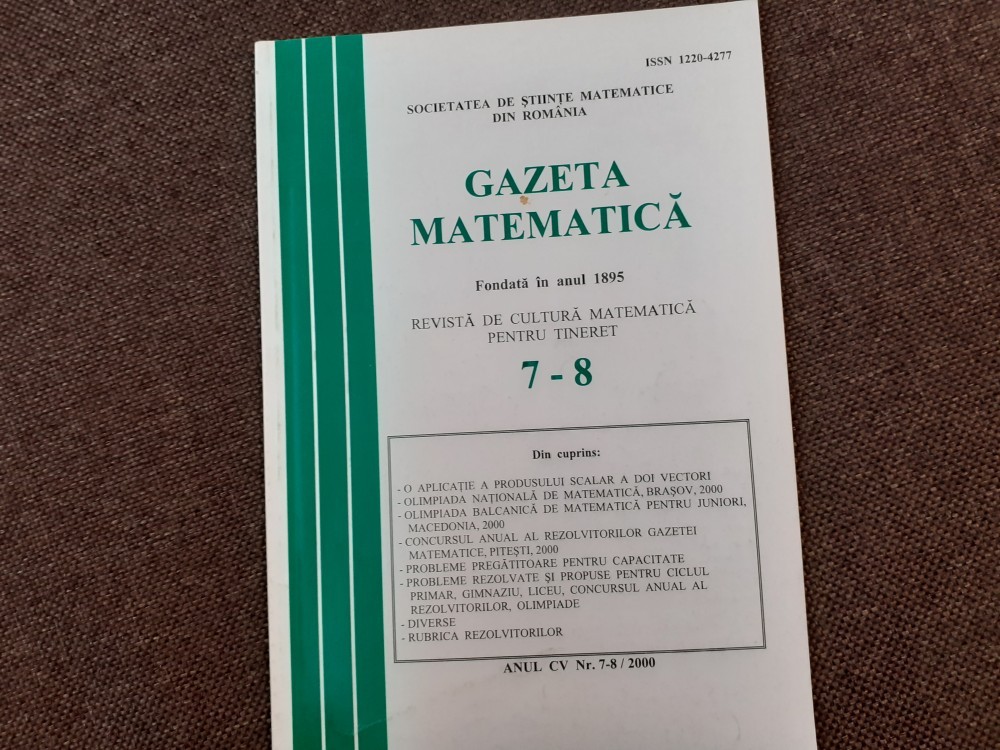 ISSN 1220-4277
SOCIETATEA DE ŞTIINŢE MATEMATICE
DIN ROMÂNIA
GAZETA
MATEMATICĂ
Fondată în anul 1895
REVISTĂ DE CULTURĂ MATEMATICĂ
PENTRU TINERET
7 - 8
Din cuprins:
- O APLICAŢIE A PRODUSULUI SCALAR A DOI VECTORI
- OLIMPIADA NAŢIONALĂ DE MATEMATICĂ, BRAŞOV, 2000
- OLIMPIADA BALCANICĂ DE MATEMATICĂ PENTRU JUNIORI,
MACEDONIA, 2000
- CONCURSUL ANUAL AL REZOLVITORILOR GAZETEI
MATEMATICE, PITEŞTI, 2000
- PROBLEME PREGĂTITOARE PENTRU CAPACITATE
- PROBLEME REZOLVATE ŞI PROPUSE PENTRU CICLUL
PRIMAR, GIMNAZIU, LICEU, CONCURSUL ANUAL AL
REZOLVITORILOR, OLIMPIADE
- DIVERSE
- RUBRICA REZOLVITORILOR
ANUL CV Nr. 7-8 / 2000